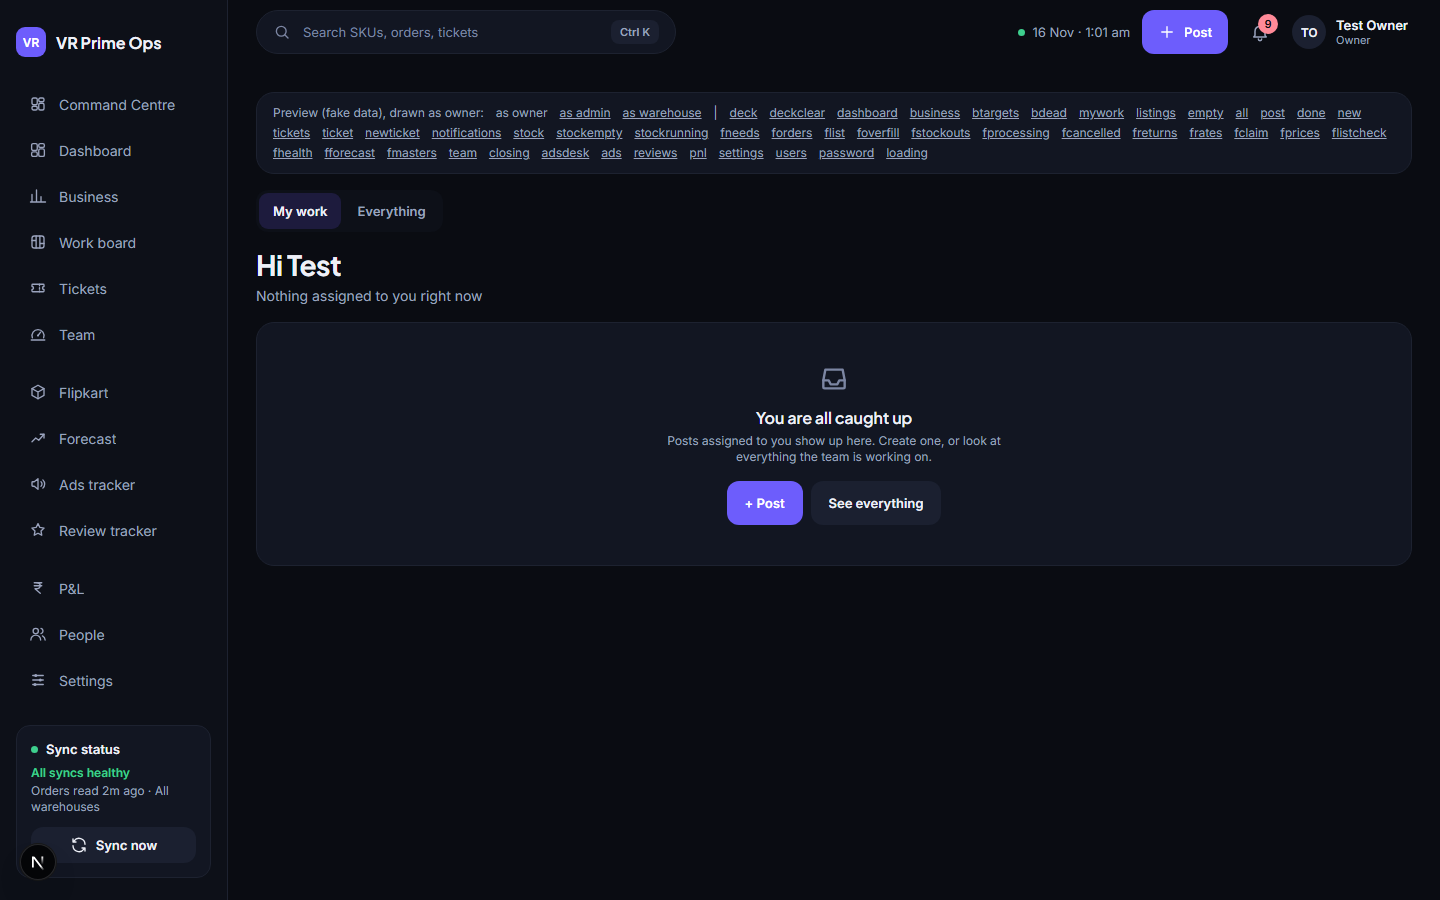 VR
VR Prime Ops
Search SKUs, orders, tickets
Ctrl K
16 Nov · 1:01 am
+ Post
9
TO
Test Owner
Owner
Command Centre
Dashboard
Business
Work board
Tickets
Team
Flipkart
Forecast
Ads tracker
Review tracker
P&L
People
Settings
Sync status
All syncs healthy
Orders read 2m ago · All
warehouses
Sync now
N
Preview (fake data), drawn as owner: as owner as admin as warehouse | deck deckclear dashboard business btargets bdead mywork listings empty all post done new
tickets ticket newticket notifications stock stockempty stockrunning fneeds forders flist foverfill fstockouts fprocessing fcancelled freturns frates fclaim fprices flistcheck
fhealth fforecast fmasters team closing adsdesk ads reviews pnl settings users password loading
My work
Everything
Hi Test
Nothing assigned to you right now
You are all caught up
Posts assigned to you show up here. Create one, or look at
everything the team is working on.
+ Post
See everything